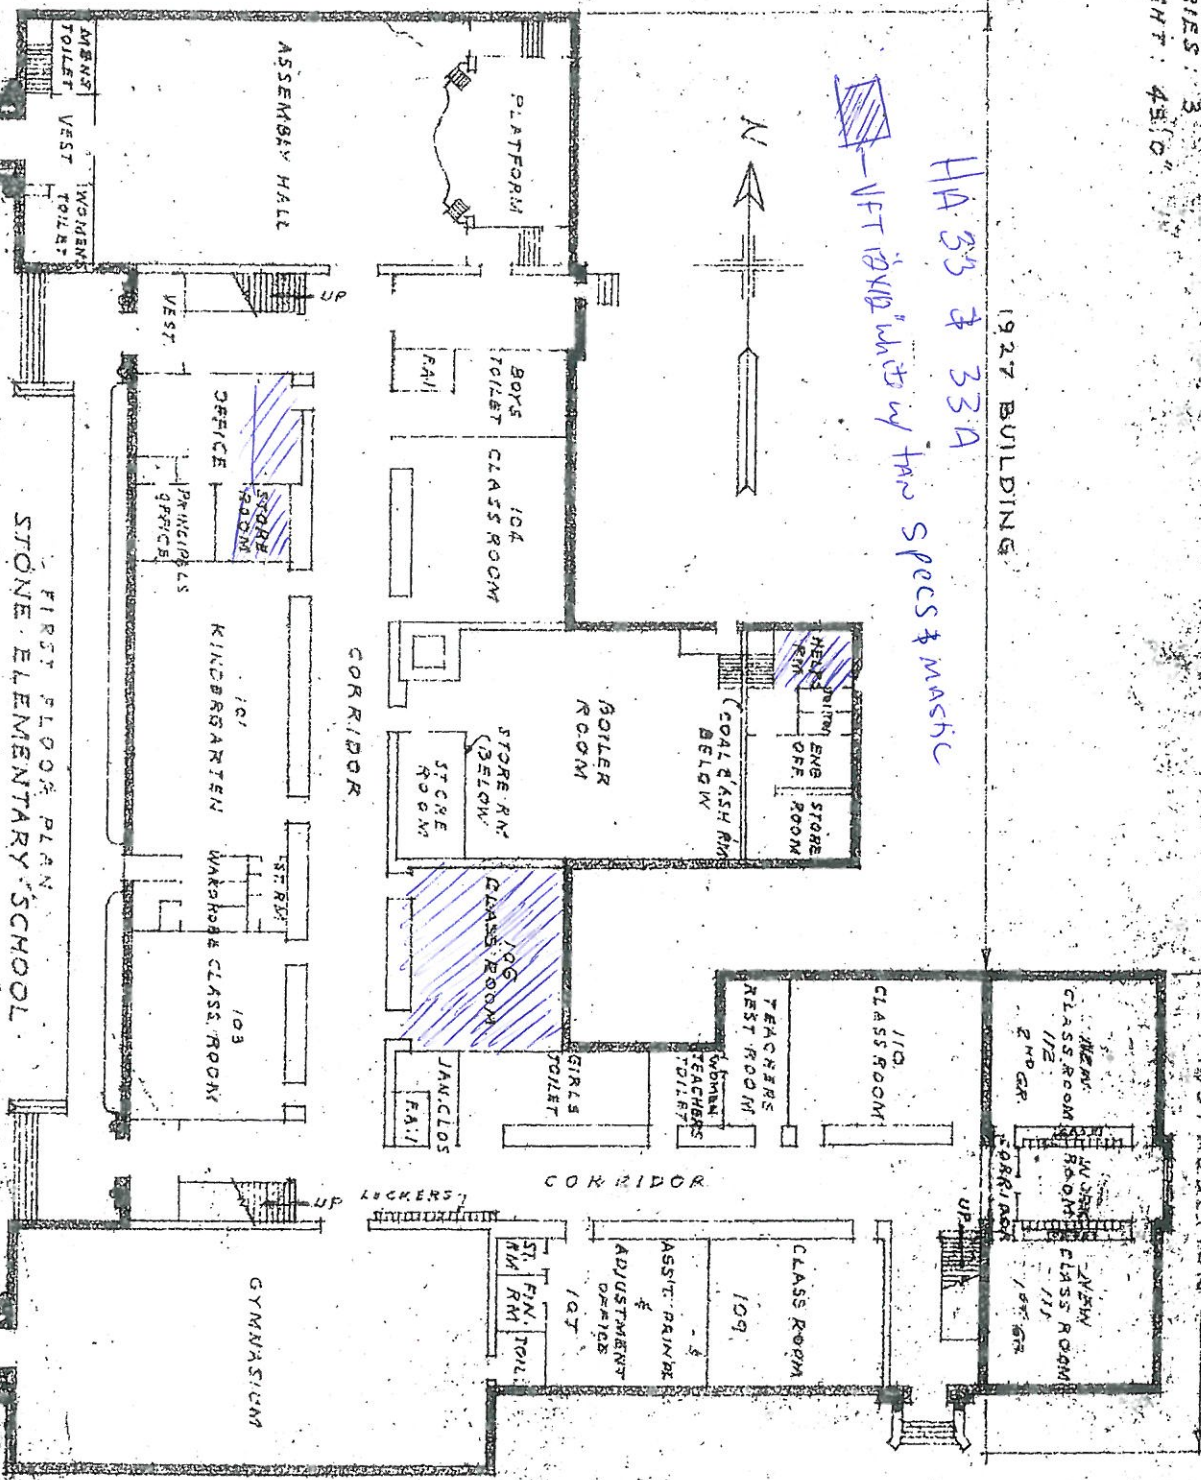 1927 BUILDING
HA 33 & 33A
VFT 12x12" white w/ tan specs & mastic
N
PLATFORM
ASSEMBLY HALL
MENS
TOILET
VEST
WOMENS
TOILET
UP
VEST.
BOYS
TOILET
F.A.I
104
CLASS ROOM
OFFICE
STORE
ROOM
PRINCIPALS
OFFICE
101
KINDERGARTEN
WARDROBE
ST. RM
103
CLASS ROOM
CORRIDOR
HELPS
RM
ENG
OFF.
STORE
ROOM
(COAL & ASH RM
BELOW
BOILER
ROOM
STORE RM
(BELOW
STORE
ROOM
106
CLASS ROOM
JAN. CLOS
F.A.I
GIRLS
TOILET
WOMEN
TEACHERS
TOILET
TEACHERS
REST ROOM
110
CLASS ROOM
NEW
CLASS ROOM
112
2ND GR.
WORK
ROOM
CORRIDOR
NEW
CLASS ROOM
1ST GR.
UP
CORRIDOR
LOCKERS
UP
ST.
RM
FIN.
RM
TOIL.
107
ADJUSTMENT
OFFICE
&
ASS'T. PRINC.
109
CLASS ROOM
GYMNASIUM
FIRST FLOOR PLAN
STONE ELEMENTARY SCHOOL